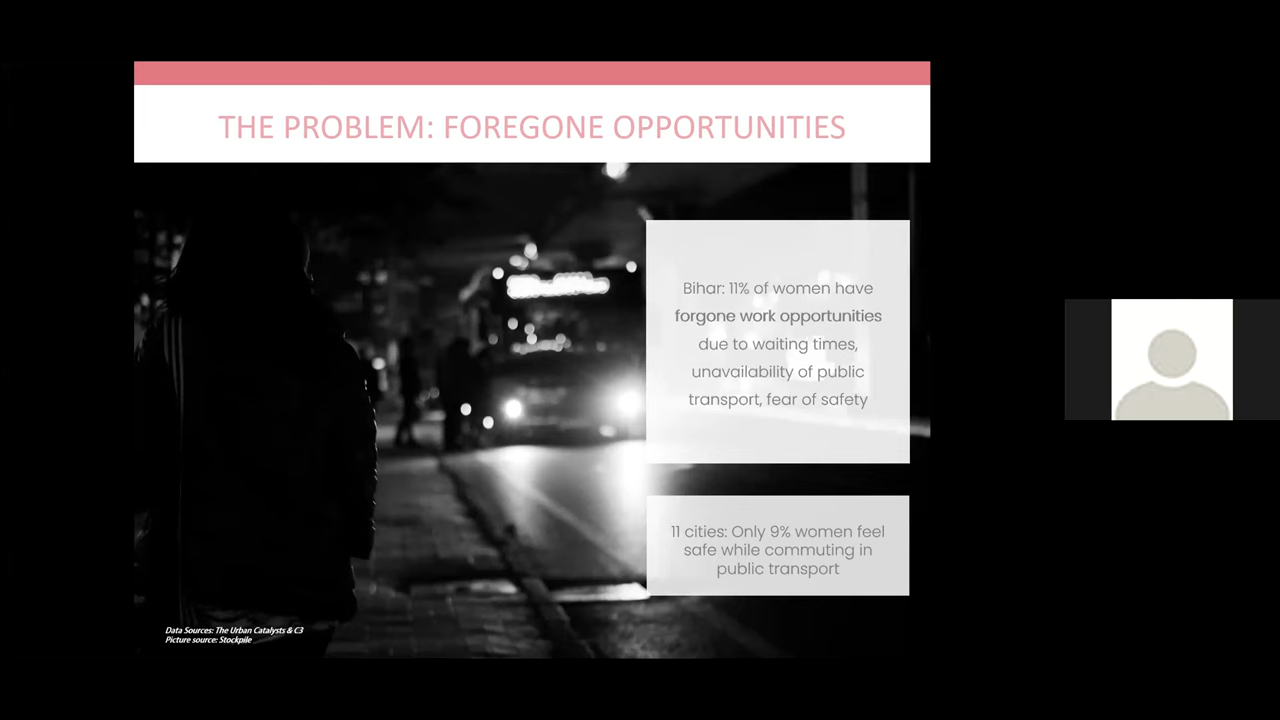 THE PROBLEM: FOREGONE OPPORTUNITIES
Bihar: 11% of women have
forgone work opportunities
due to waiting times,
unavailability of public
transport, fear of safety
11 cities: Only 9% women feel
safe while commuting in
public transport
Data Sources: The Urban Catalysts & C3
Picture source: Stockpile